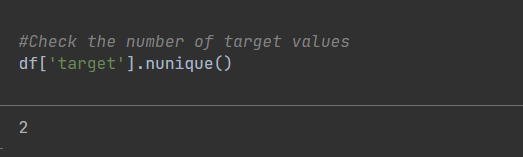 #Check the number of target values
df['target'].nunique()
2